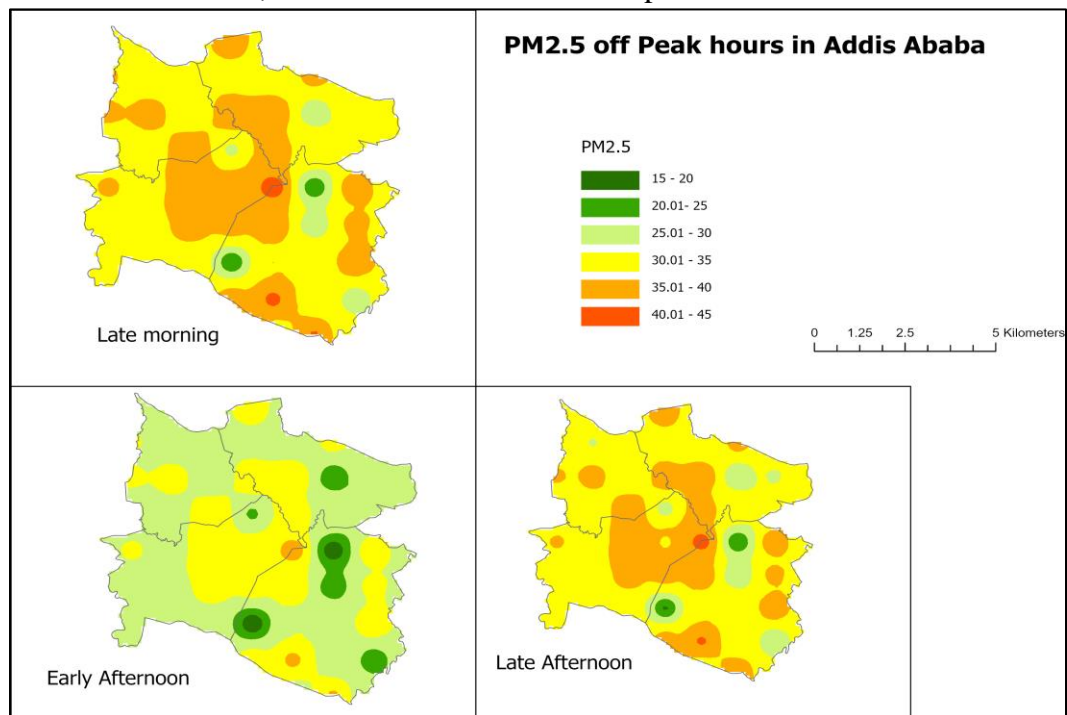 PM2.5 off Peak hours in Addis Ababa
PM2.5
15 - 20
20.01- 25
25.01 - 30
30.01 - 35
35.01 - 40
40.01 - 45
0 1.25 2.5 5 Kilometers
Late morning
Early Afternoon
Late Afternoon